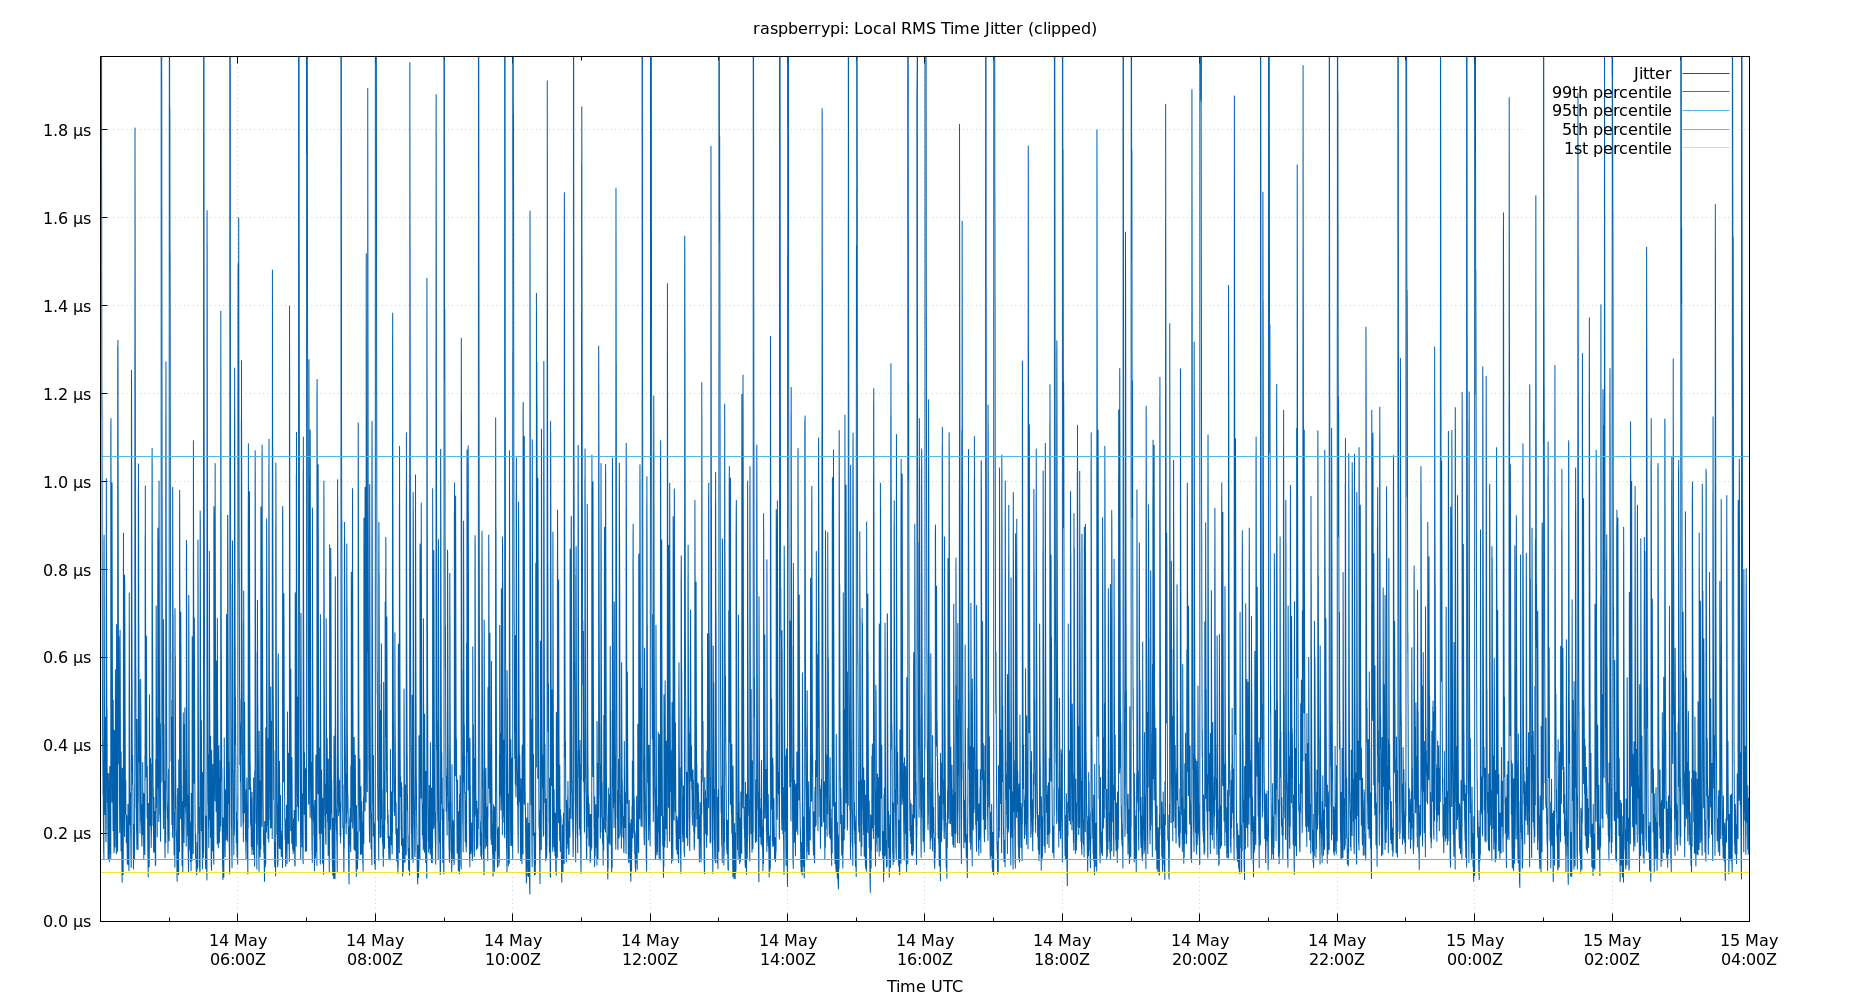 raspberrypi: Local RMS Time Jitter (clipped)
Jitter
99th percentile
95th percentile
5th percentile
1st percentile
1.8 µs
1.6 µs
1.4 µs
1.2 µs
1.0 µs
0.8 µs
0.6 µs
0.4 µs
0.2 µs
0.0 µs
14 May 14 May 14 May 14 May 14 May 14 May 14 May 14 May 14 May 15 May 15 May 15 May
06:00Z 08:00Z 10:00Z 12:00Z 14:00Z 16:00Z 18:00Z 20:00Z 22:00Z 00:00Z 02:00Z 04:00Z
Time UTC